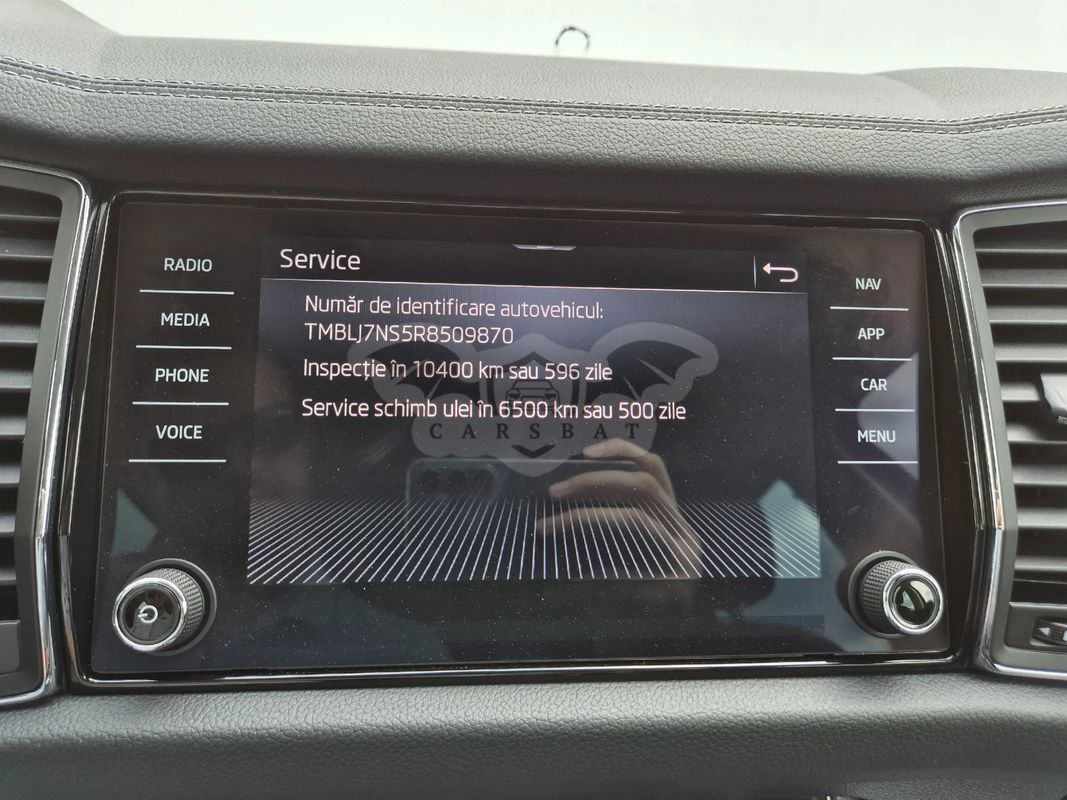 Service
RADIO
MEDIA
PHONE
VOICE
Număr de identificare autovehicul:
TMBLJ7NS5R8509870
Inspecție în 10400 km sau 596 zile
Service schimb ulei în 6500 km sau 500 zile
CARSBAT
NAV
APP
CAR
MENU